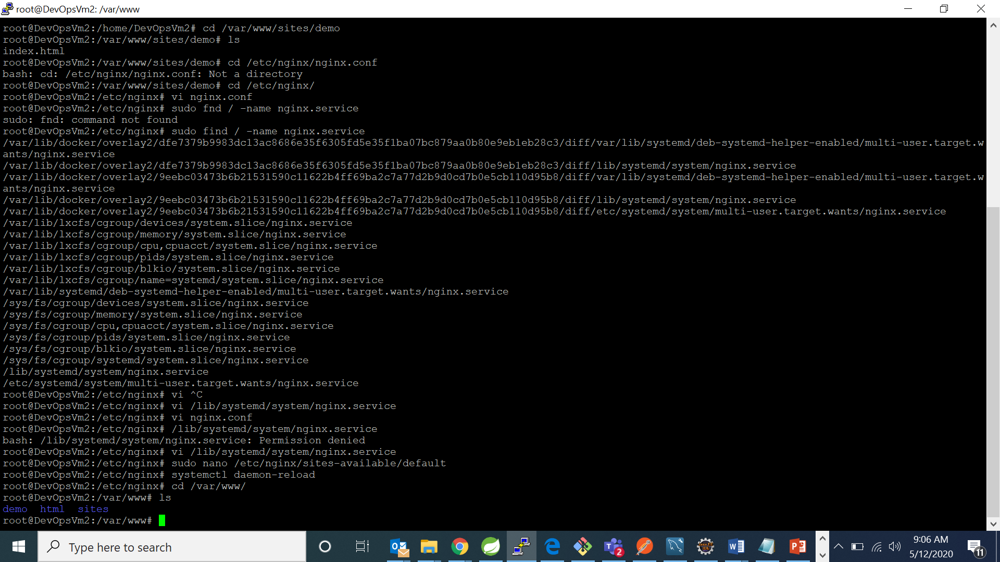 root@DevOpsVm2: /var/www
root@DevOpsVm2:/home/DevOpsVm2# cd /var/www/sites/demo
root@DevOpsVm2:/var/www/sites/demo# ls
index.html
root@DevOpsVm2:/var/www/sites/demo# cd /etc/nginx/nginx.conf
bash: cd: /etc/nginx/nginx.conf: Not a directory
root@DevOpsVm2:/var/www/sites/demo# cd /etc/nginx/
root@DevOpsVm2:/etc/nginx# vi nginx.conf
root@DevOpsVm2:/etc/nginx# sudo fnd / -name nginx.service
sudo: fnd: command not found
root@DevOpsVm2:/etc/nginx# sudo find / -name nginx.service
/var/lib/docker/overlay2/dfe7379b9983dc13ac8686e35f6305fd5e35f1ba07bc879aa0b80e9eb1eb28c3/diff/var/lib/systemd/deb-systemd-helper-enabled/multi-user.target.w
ants/nginx.service
/var/lib/docker/overlay2/dfe7379b9983dc13ac8686e35f6305fd5e35f1ba07bc879aa0b80e9eb1eb28c3/diff/lib/systemd/system/nginx.service
/var/lib/docker/overlay2/9eebc03473b6b21531590c11622b4ff69ba2c7a77d2b9d0cd7b0e5cb110d95b8/diff/var/lib/systemd/deb-systemd-helper-enabled/multi-user.target.w
ants/nginx.service
/var/lib/docker/overlay2/9eebc03473b6b21531590c11622b4ff69ba2c7a77d2b9d0cd7b0e5cb110d95b8/diff/lib/systemd/system/nginx.service
/var/lib/docker/overlay2/9eebc03473b6b21531590c11622b4ff69ba2c7a77d2b9d0cd7b0e5cb110d95b8/diff/etc/systemd/system/multi-user.target.wants/nginx.service
/var/lib/lxcfs/cgroup/devices/system.slice/nginx.service
/var/lib/lxcfs/cgroup/memory/system.slice/nginx.service
/var/lib/lxcfs/cgroup/cpu,cpuacct/system.slice/nginx.service
/var/lib/lxcfs/cgroup/pids/system.slice/nginx.service
/var/lib/lxcfs/cgroup/blkio/system.slice/nginx.service
/var/lib/lxcfs/cgroup/name=systemd/system.slice/nginx.service
/var/lib/systemd/deb-systemd-helper-enabled/multi-user.target.wants/nginx.service
/sys/fs/cgroup/devices/system.slice/nginx.service
/sys/fs/cgroup/memory/system.slice/nginx.service
/sys/fs/cgroup/cpu,cpuacct/system.slice/nginx.service
/sys/fs/cgroup/pids/system.slice/nginx.service
/sys/fs/cgroup/blkio/system.slice/nginx.service
/sys/fs/cgroup/systemd/system.slice/nginx.service
/lib/systemd/system/nginx.service
/etc/systemd/system/multi-user.target.wants/nginx.service
root@DevOpsVm2:/etc/nginx# vi ^C
root@DevOpsVm2:/etc/nginx# vi /lib/systemd/system/nginx.service
root@DevOpsVm2:/etc/nginx# vi nginx.conf
root@DevOpsVm2:/etc/nginx# /lib/systemd/system/nginx.service
bash: /lib/systemd/system/nginx.service: Permission denied
root@DevOpsVm2:/etc/nginx# vi /lib/systemd/system/nginx.service
root@DevOpsVm2:/etc/nginx# sudo nano /etc/nginx/sites-available/default
root@DevOpsVm2:/etc/nginx# systemctl daemon-reload
root@DevOpsVm2:/etc/nginx# cd /var/www/
root@DevOpsVm2:/var/www# ls
demo  html  sites
root@DevOpsVm2:/var/www#
Type here to search
9:06 AM
5/12/2020
2
11